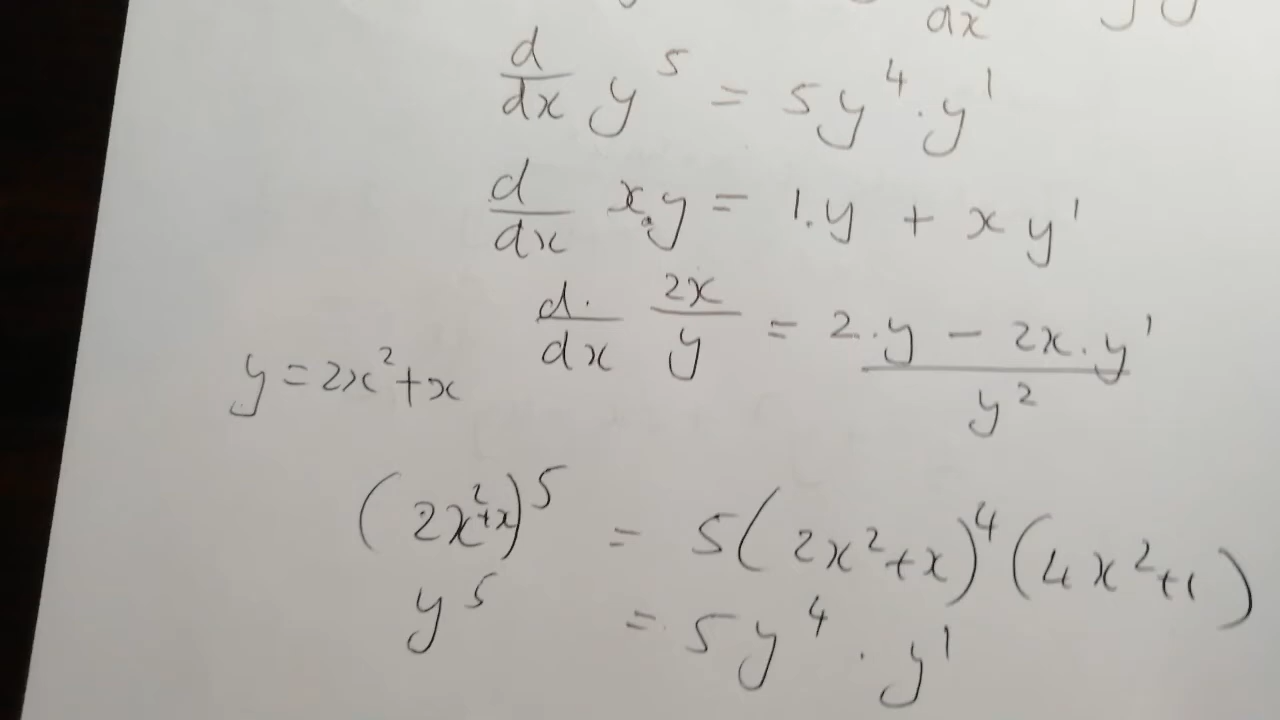 dx
d/dx y^5 = 5y^4 . y'
d/dx x.y = 1.y + x y'
d/dx 2x/y = (2.y - 2x.y')/y^2
y = 2x^2+x
(2x^2+x)^5 = 5(2x^2+x)^4 (4x^2+1)
y^5 = 5y^4 . y'